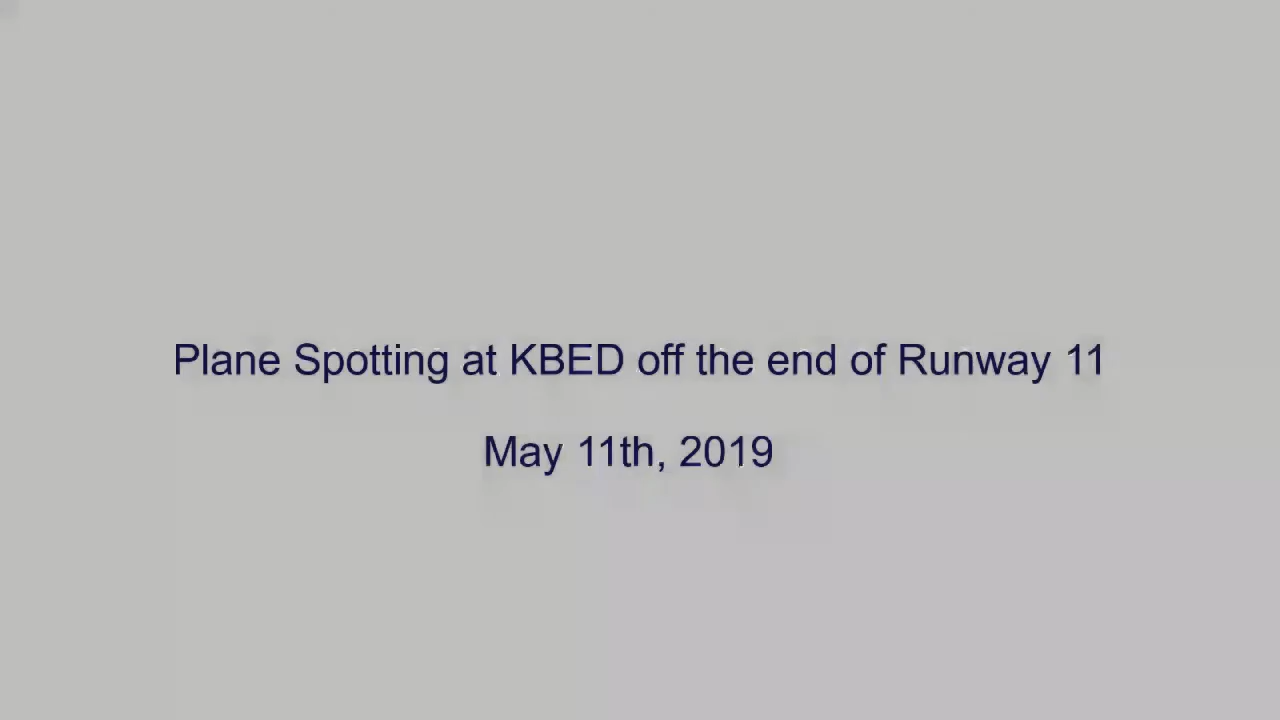 Plane Spotting at KBED off the end of Runway 11
May 11th, 2019